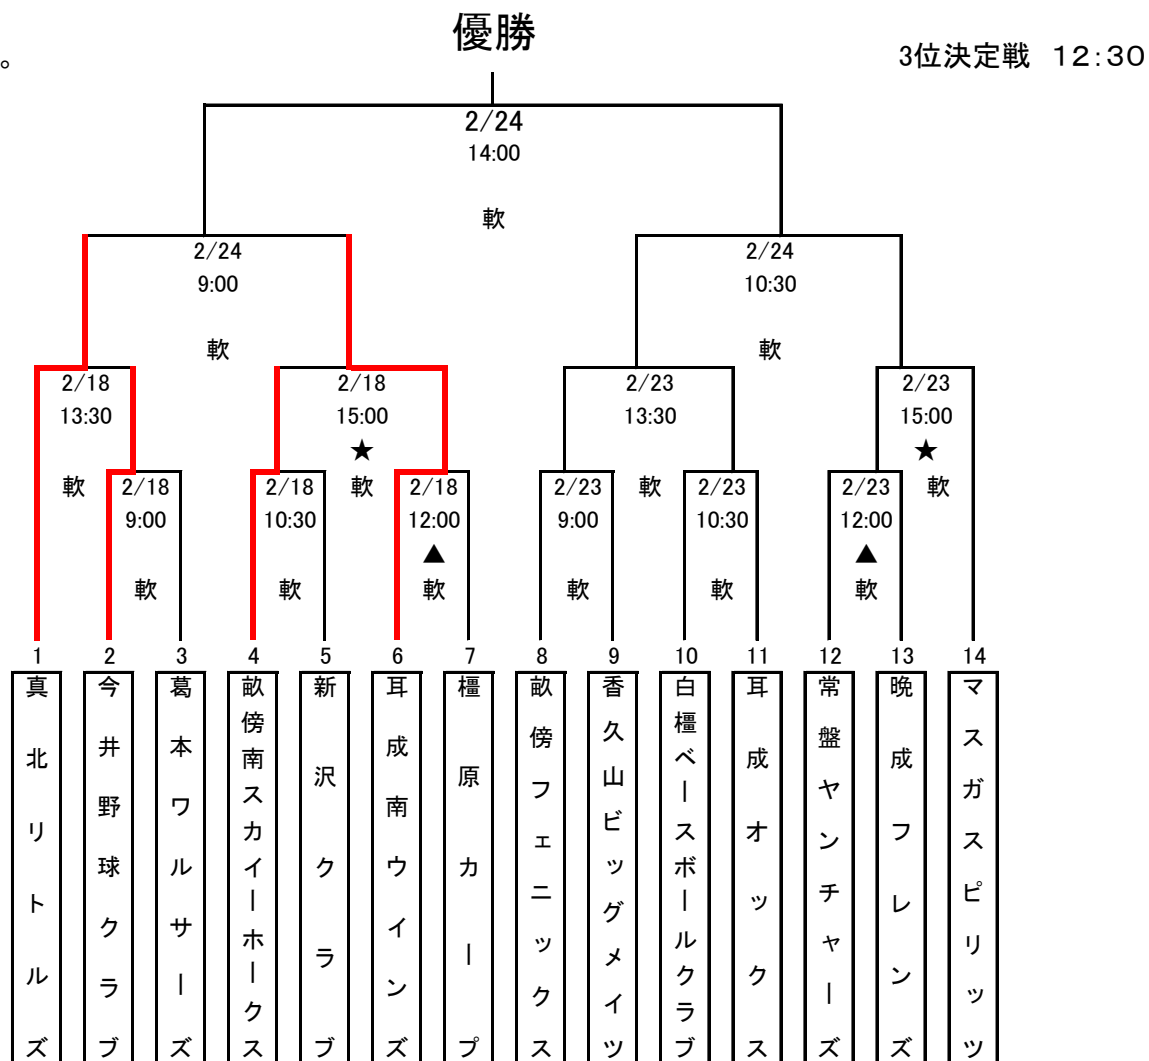 優勝
。
3位決定戦 12:30
2/24
14:00
軟
2/24
9:00
軟
2/24
10:30
軟
2/18
13:30
軟
2/18
15:00
★
軟
2/23
13:30
軟
2/23
15:00
★
軟
2/18
9:00
軟
2/18
10:30
軟
2/18
12:00
▲
軟
2/23
9:00
軟
2/23
10:30
軟
2/23
12:00
▲
軟
1
2
3
4
5
6
7
8
9
10
11
12
13
14
真北リトルズ
今井野球クラブ
葛本ワルサーズ
畝傍南スカイーホークス
新沢クラブ
耳成南ウインズ
橿原カープ
畝傍フェニックス
香久山ビッグメイツ
白橿ベースボールクラブ
耳成オックス
常盤ヤンチャーズ
晩成フレンズ
マスガスピリッツ